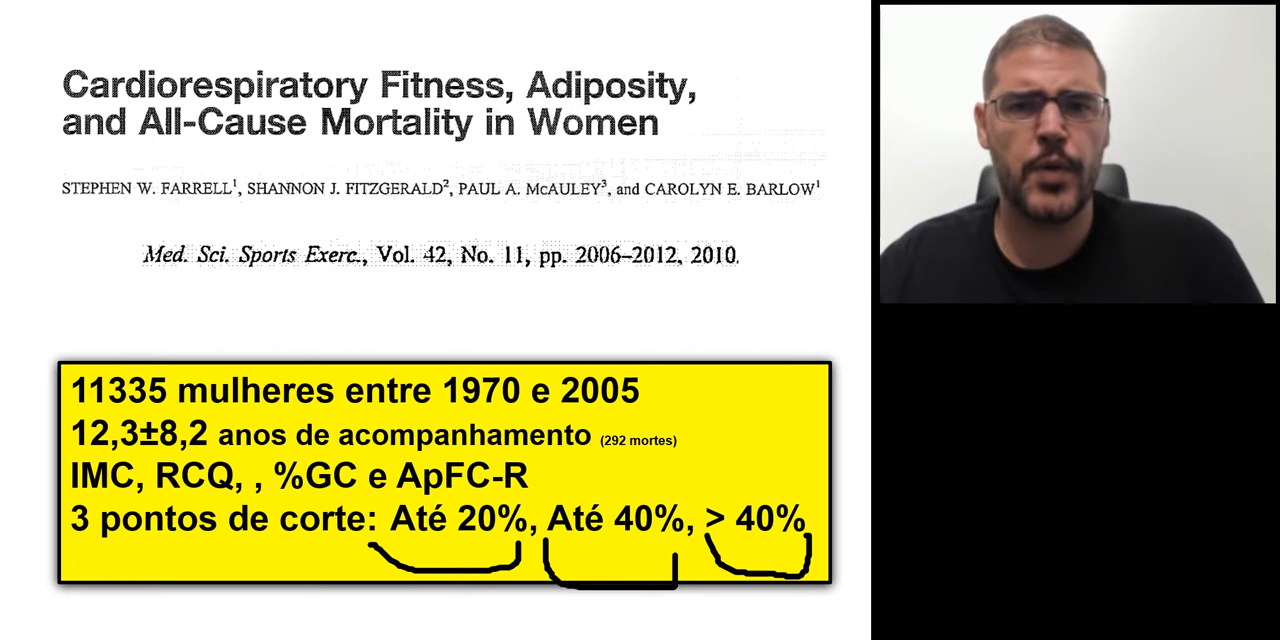 Cardiorespiratory Fitness, Adiposity,
and All-Cause Mortality in Women
STEPHEN W. FARRELL1, SHANNON J. FITZGERALD2, PAUL A. McAULEY3, and CAROLYN E. BARLOW1
Med. Sci. Sports Exerc., Vol. 42, No. 11, pp. 2006–2012, 2010.
11335 mulheres entre 1970 e 2005
12,3±8,2 anos de acompanhamento (292 mortes)
IMC, RCQ, , %GC e ApFC-R
3 pontos de corte: Até 20%, Até 40%, > 40%